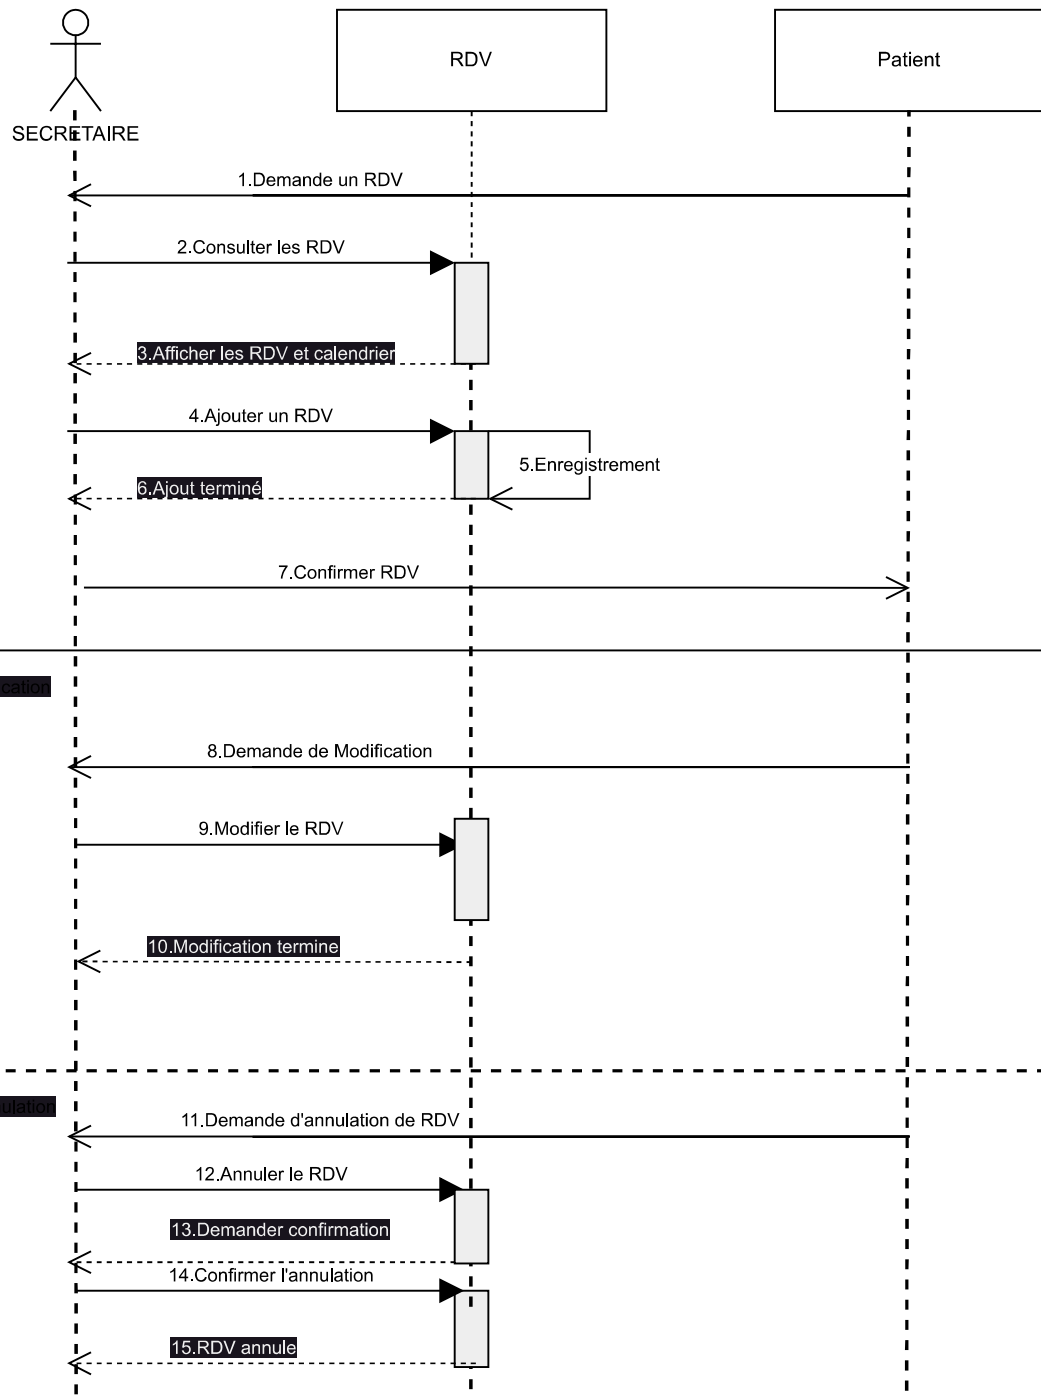 RDV
Patient
SECRETAIRE
1.Demande un RDV
2.Consulter les RDV
3.Afficher les RDV et calendrier
4.Ajouter un RDV
5.Enregistrement
6.Ajout terminé
7.Confirmer RDV
cation
8.Demande de Modification
9.Modifier le RDV
10.Modification termine
ulation
11.Demande d'annulation de RDV
12.Annuler le RDV
13.Demander confirmation
14.Confirmer l'annulation
15.RDV annule